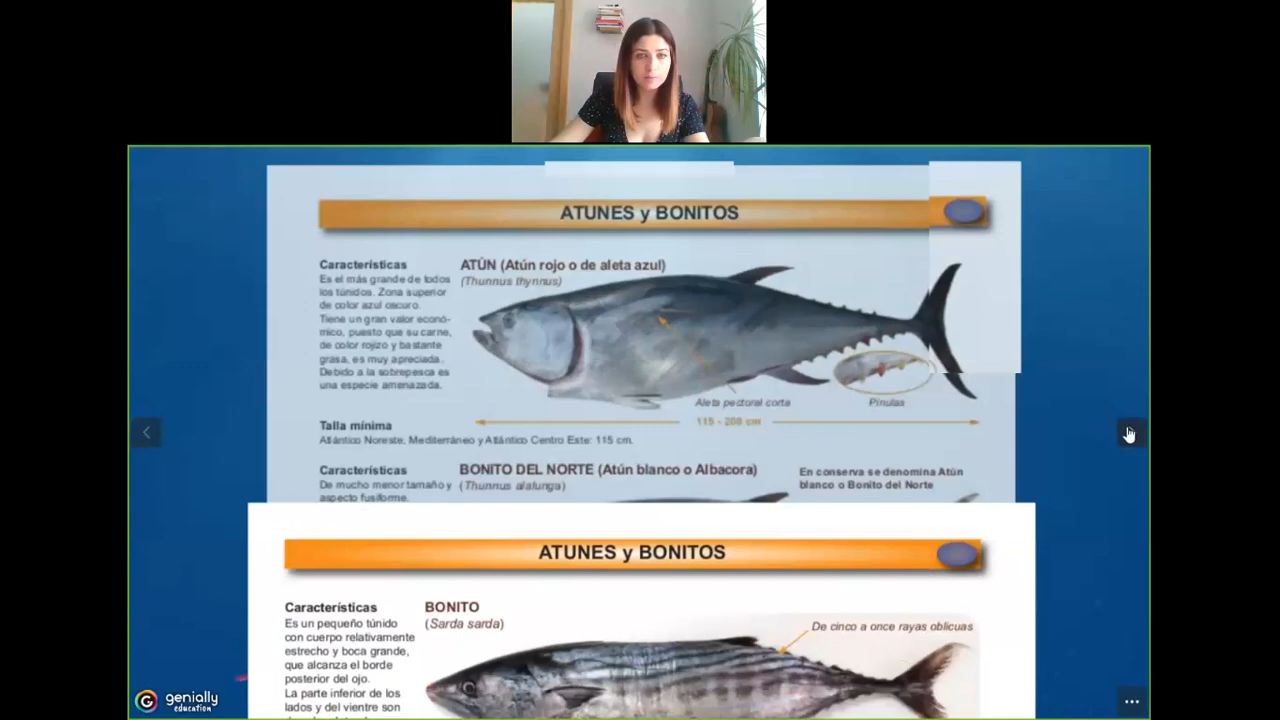 ATUNES y BONITOS
Características
Es el más grande de todos
los túnidos. Zona superior
de color azul oscuro.
Tiene un gran valor econó-
mico, puesto que su carne,
de color rojizo y bastante
grasa, es muy apreciada.
Debido a la sobrepesca es
una especie amenazada.
ATÚN (Atún rojo o de aleta azul)
(Thunnus thynnus)
Aleta pectoral corta
Pínulas
115 - 200 cm
Talla mínima
Atlántico Noreste, Mediterráneo y Atlántico Centro Este: 115 cm.
Características
De mucho menor tamaño y
aspecto fusiforme.
BONITO DEL NORTE (Atún blanco o Albacora)
(Thunnus alalunga)
En conserva se denomina Atún
blanco o Bonito del Norte
ATUNES y BONITOS
Características
Es un pequeño túnido
con cuerpo relativamente
estrecho y boca grande,
que alcanza el borde
posterior del ojo.
La parte inferior de los
lados y del vientre son
BONITO
(Sarda sarda)
De cinco a once rayas oblicuas
genially
education